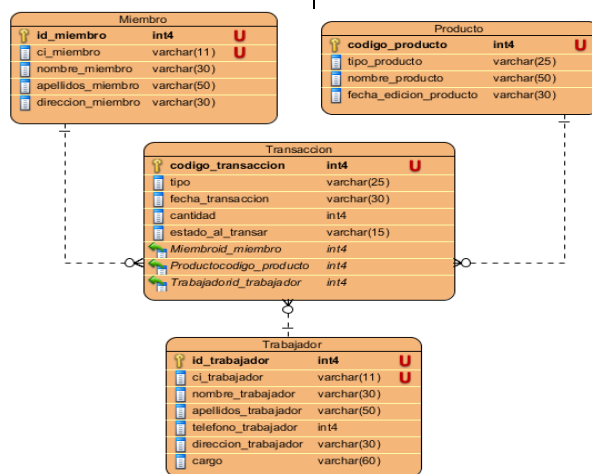 Miembro
id_miembro int4 U
ci_miembro varchar(11) U
nombre_miembro varchar(30)
apellidos_miembro varchar(50)
direccion_miembro varchar(30)
Producto
codigo_producto int4 U
tipo_producto varchar(25)
nombre_producto varchar(50)
fecha_edicion_producto varchar(30)
Transaccion
codigo_transaccion int4 U
tipo varchar(25)
fecha_transaccion varchar(30)
cantidad int4
estado_al_transar varchar(15)
Miembroid_miembro int4
Productocodigo_producto int4
Trabajadorid_trabajador int4
Trabajador
id_trabajador int4 U
ci_trabajador varchar(11) U
nombre_trabajador varchar(30)
apellidos_trabajador varchar(50)
telefono_trabajador int4
direccion_trabajador varchar(30)
cargo varchar(60)